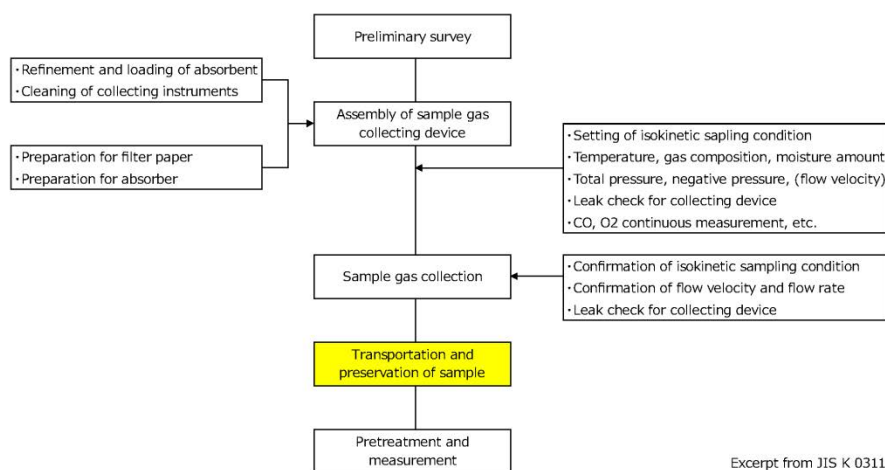 Preliminary survey
・Refinement and loading of absorbent
・Cleaning of collecting instruments
Assembly of sample gas
collecting device
・Preparation for filter paper
・Preparation for absorber
・Setting of isokinetic sapling condition
・Temperature, gas composition, moisture amount
・Total pressure, negative pressure, (flow velocity)
・Leak check for collecting device
・CO, O2 continuous measurement, etc.
Sample gas collection
・Confirmation of isokinetic sampling condition
・Confirmation of flow velocity and flow rate
・Leak check for collecting device
Transportation and
preservation of sample
Pretreatment and
measurement
Excerpt from JIS K 0311